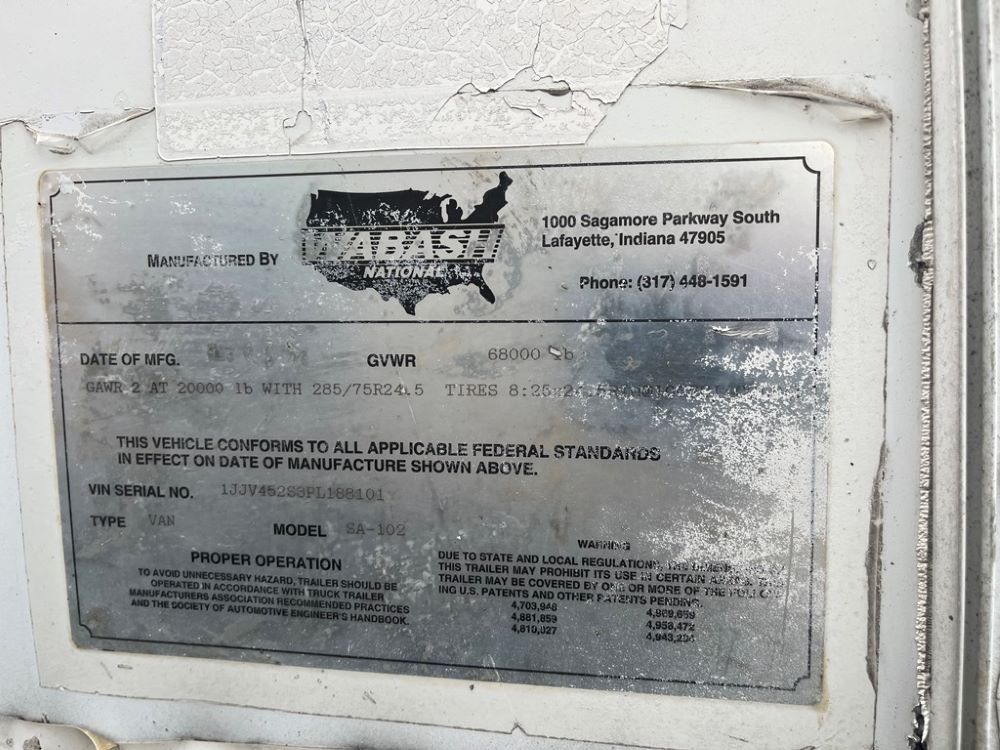 MANUFACTURED BY
WABASH
NATIONAL
1000 Sagamore Parkway South
Lafayette, Indiana 47905
Phone: (317) 448-1591
DATE OF MFG.
GVWR 68000 lb
GAWR 2 AT 20000 lb WITH 285/75R24.5 TIRES
THIS VEHICLE CONFORMS TO ALL APPLICABLE FEDERAL STANDARDS
IN EFFECT ON DATE OF MANUFACTURE SHOWN ABOVE.
VIN SERIAL NO. 1JJV452S3PL188101
TYPE VAN
MODEL SA-102
PROPER OPERATION
TO AVOID UNNECESSARY HAZARD, TRAILER SHOULD BE
OPERATED IN ACCORDANCE WITH TRUCK TRAILER
MANUFACTURERS ASSOCIATION RECOMMENDED PRACTICES
AND THE SOCIETY OF AUTOMOTIVE ENGINEER'S HANDBOOK.
WARNING
DUE TO STATE AND LOCAL REGULATIONS, THE
THIS TRAILER MAY PROHIBIT ITS USE IN CERTAIN
TRAILER MAY BE COVERED BY ONE OR MORE OF THE FOLLOW-
ING U.S. PATENTS AND OTHER PATENTS PENDING.
4,703,948
4,881,859
4,810,027
4,958,472